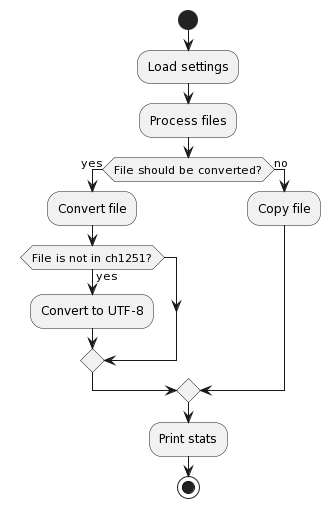 Load settings
Process files
yes
File should be converted?
no
Convert file
Copy file
File is not in ch1251?
yes
Convert to UTF-8
Print stats